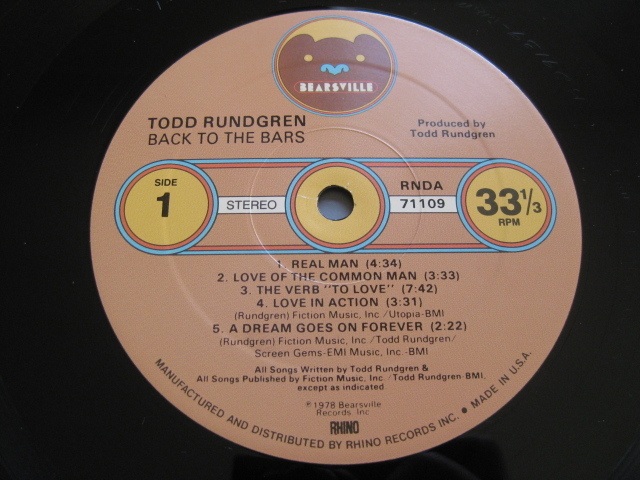 BEARSVILLE
TODD RUNDGREN
BACK TO THE BARS
Produced by
Todd Rundgren
SIDE
1
STEREO
RNDA
71109
33 1/3
RPM
1. REAL MAN (4:34)
2. LOVE OF THE COMMON MAN (3:33)
3. THE VERB "TO LOVE" (7:42)
4. LOVE IN ACTION (3:31)
(Rundgren) Fiction Music, Inc./Utopia-BMI
5. A DREAM GOES ON FOREVER (2:22)
(Rundgren) Fiction Music, Inc./Todd Rundgren/
Screen Gems-EMI Music, Inc.-BMI
All Songs Written by Todd Rundgren &
All Songs Published by Fiction Music, Inc./Todd Rundgren-BMI,
except as indicated.
℗1978 Bearsville
Records, Inc.
RHINO
MANUFACTURED AND DISTRIBUTED BY RHINO RECORDS INC. • MADE IN U.S.A.